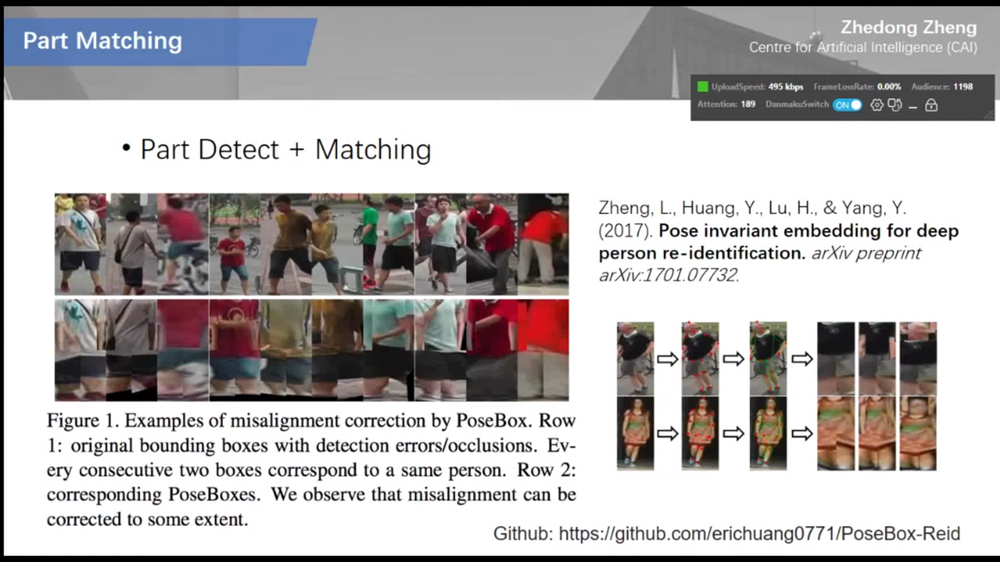 Part Matching
Zhedong Zheng
Centre for Artificial Intelligence (CAI)
UploadSpeed: 495 kbps FrameLossRate: 0.00% Audience: 1198
Attention: 189 DanmakuSwitch ON
• Part Detect + Matching
Zheng, L., Huang, Y., Lu, H., & Yang, Y.
(2017). Pose invariant embedding for deep
person re-identification. arXiv preprint
arXiv:1701.07732.
Figure 1. Examples of misalignment correction by PoseBox. Row
1: original bounding boxes with detection errors/occlusions. Ev-
ery consecutive two boxes correspond to a same person. Row 2:
corresponding PoseBoxes. We observe that misalignment can be
corrected to some extent.
Github: https://github.com/erichuang0771/PoseBox-Reid